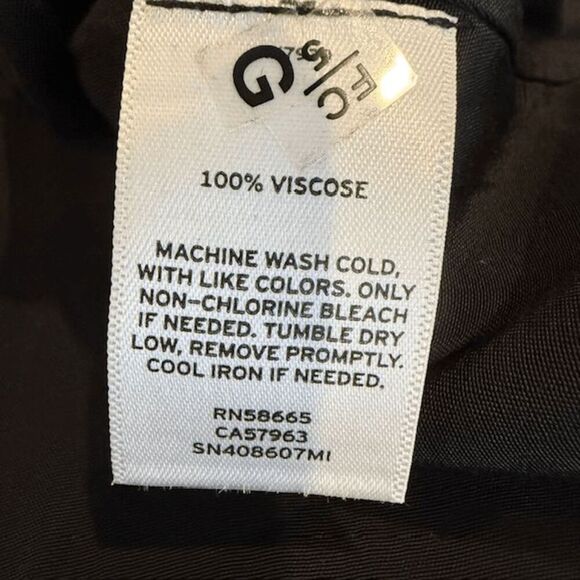 G S/C F
100% VISCOSE
MACHINE WASH COLD,
WITH LIKE COLORS. ONLY
NON-CHLORINE BLEACH
IF NEEDED. TUMBLE DRY
LOW, REMOVE PROMPTLY.
COOL IRON IF NEEDED.
RN58665
CA57963
SN408607MI